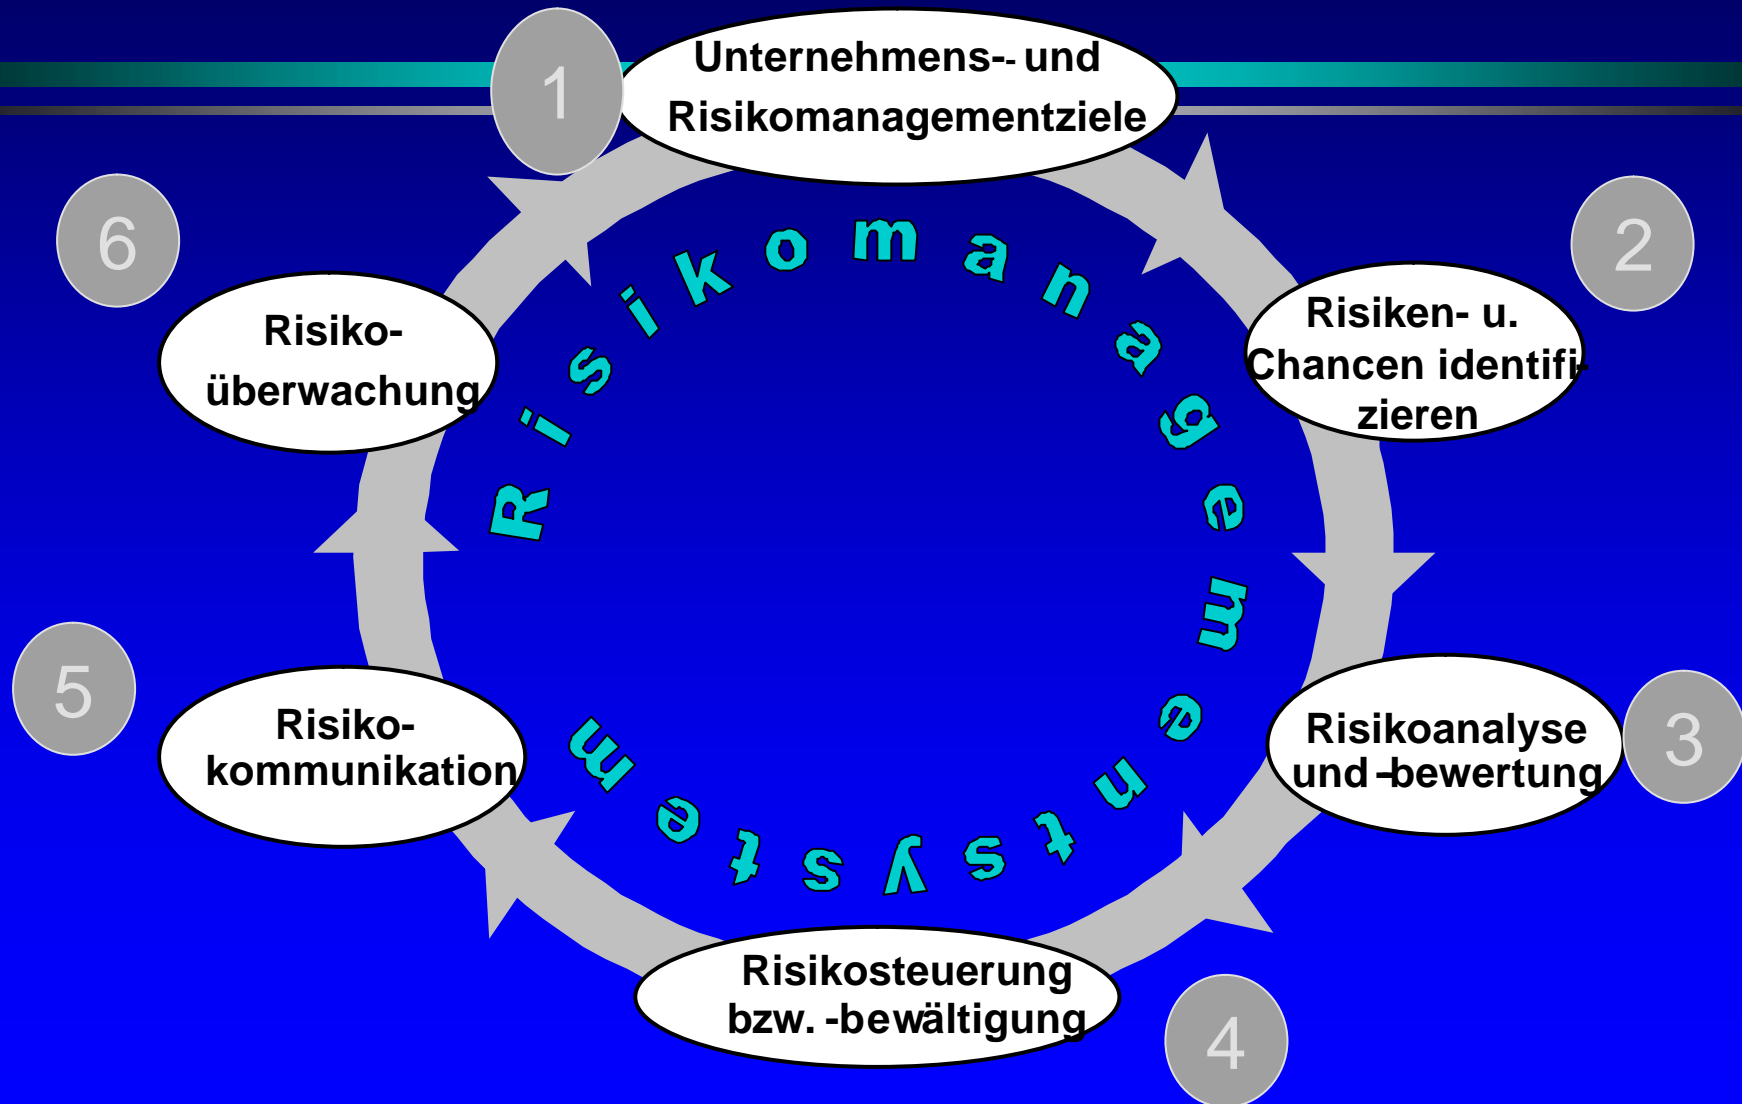 1
Unternehmens-- und
Risikomanagementziele
2
Risiken- u.
Chancen identifi-
zieren
3
Risikoanalyse
und -bewertung
4
Risikosteuerung
bzw. -bewältigung
5
Risiko-
kommunikation
6
Risiko-
überwachung
Risikomanagementsystem